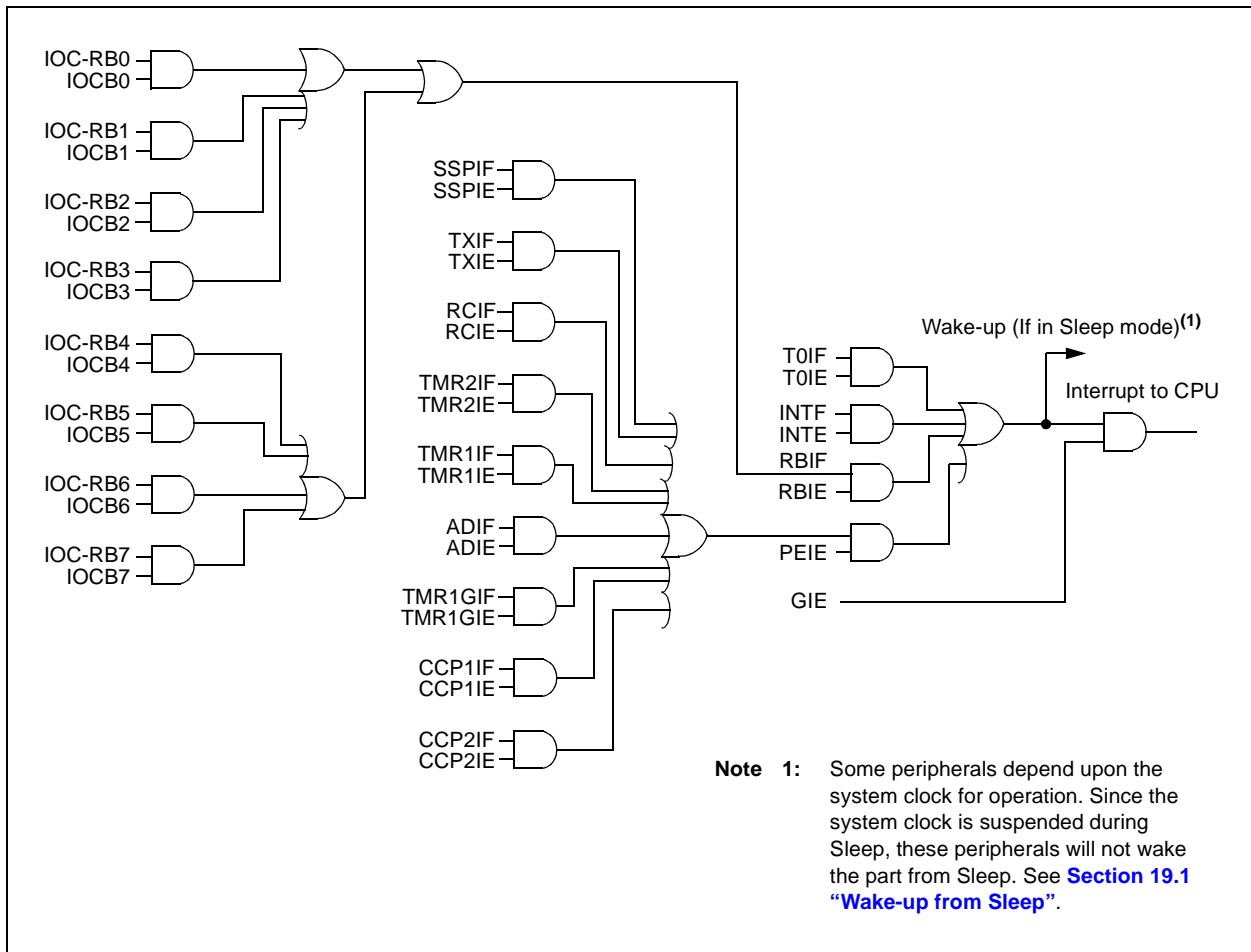 IOC-RB0
IOCB0
IOC-RB1
IOCB1
IOC-RB2
IOCB2
IOC-RB3
IOCB3
IOC-RB4
IOCB4
IOC-RB5
IOCB5
IOC-RB6
IOCB6
IOC-RB7
IOCB7
SSPIF
SSPIE
TXIF
TXIE
RCIF
RCIE
TMR2IF
TMR2IE
TMR1IF
TMR1IE
ADIF
ADIE
TMR1GIF
TMR1GIE
CCP1IF
CCP1IE
CCP2IF
CCP2IE
Wake-up (If in Sleep mode)(1)
T0IF
T0IE
Interrupt to CPU
INTF
INTE
RBIF
RBIE
PEIE
GIE
Note 1: Some peripherals depend upon the
system clock for operation. Since the
system clock is suspended during
Sleep, these peripherals will not wake
the part from Sleep. See Section 19.1
“Wake-up from Sleep”.